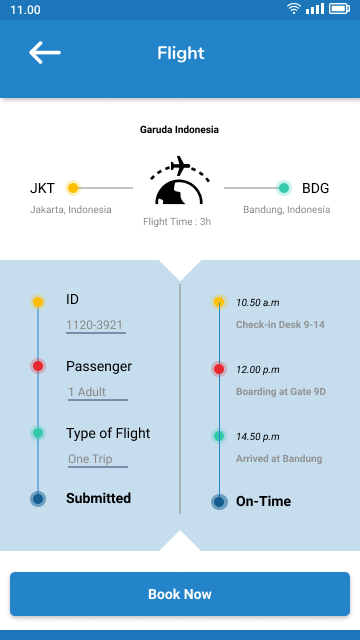 11.00
Flight
Garuda Indonesia
JKT
BDG
Jakarta, Indonesia
Bandung, Indonesia
Flight Time : 3h
ID
1120-3921
Passenger
1 Adult
Type of Flight
One Trip
Submitted
10.50 a.m
Check-in Desk 9-14
12.00 p.m
Boarding at Gate 9D
14.50 p.m
Arrived at Bandung
On-Time
Book Now